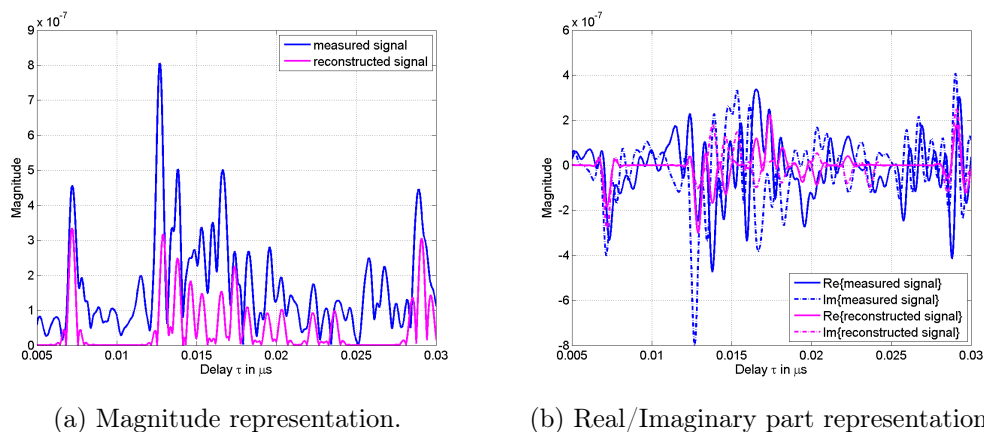 x 10⁻⁷
9
8
7
6
5
4
3
2
1
0
Magnitude
0.005 0.01 0.015 0.02 0.025 0.03
Delay τ in μs
measured signal
reconstructed signal
(a) Magnitude representation.
x 10⁻⁷
6
4
2
0
-2
-4
-6
-8
Magnitude
0.005 0.01 0.015 0.02 0.025 0.03
Delay τ in μs
Re{measured signal}
Im{measured signal}
Re{reconstructed signal}
Im{reconstructed signal}
(b) Real/Imaginary part representation